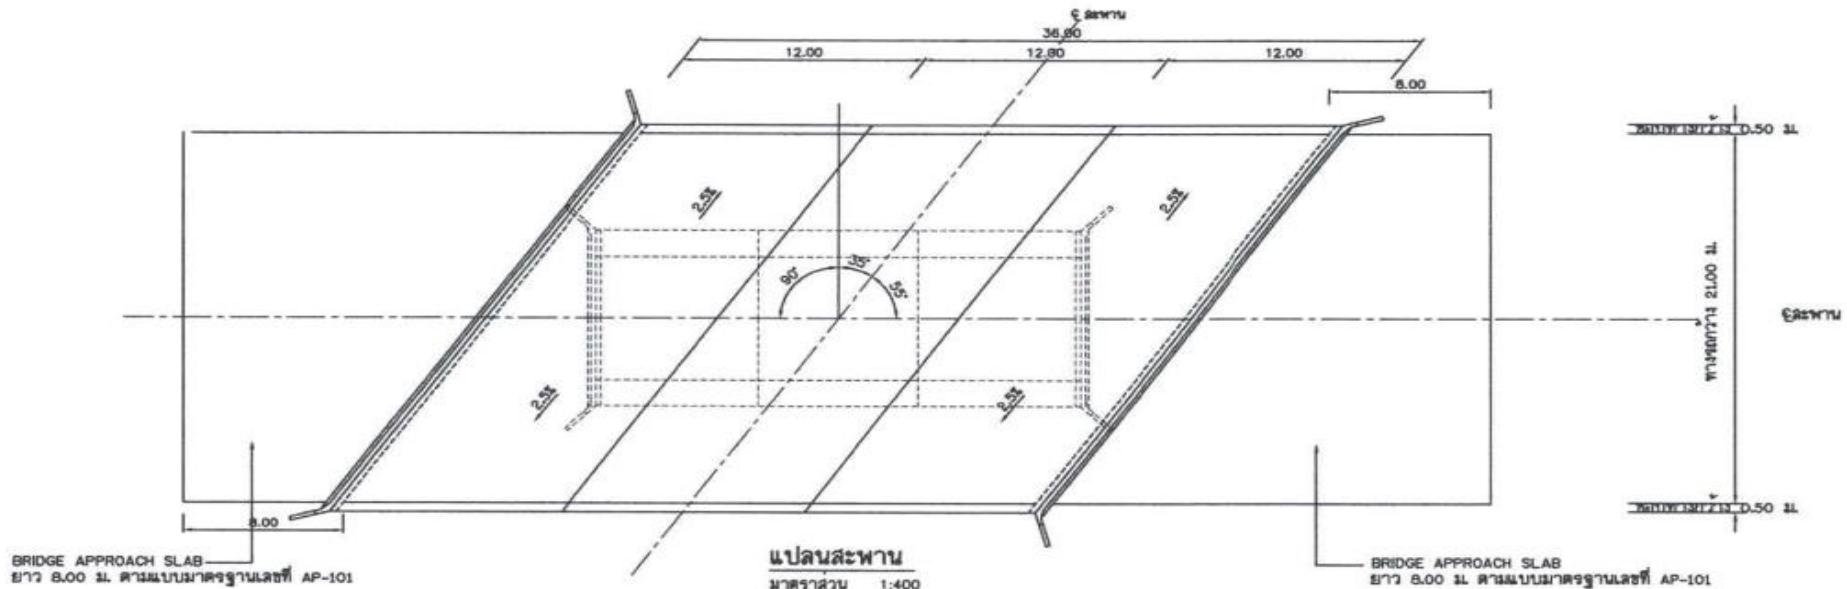 ℄ สะพาน
36.00
12.00 12.00 12.00
8.00
0.50 ม.
2.5% 2.5%
90° 35° 55°
ทางรถกว้าง 21.00 ม.
℄สะพาน
2.5% 2.5%
0.50 ม.
8.00
BRIDGE APPROACH SLAB
ยาว 8.00 ม. ตามแบบมาตรฐานเลขที่ AP-101
แปลนสะพาน
มาตราส่วน 1:400
BRIDGE APPROACH SLAB
ยาว 8.00 ม. ตามแบบมาตรฐานเลขที่ AP-101